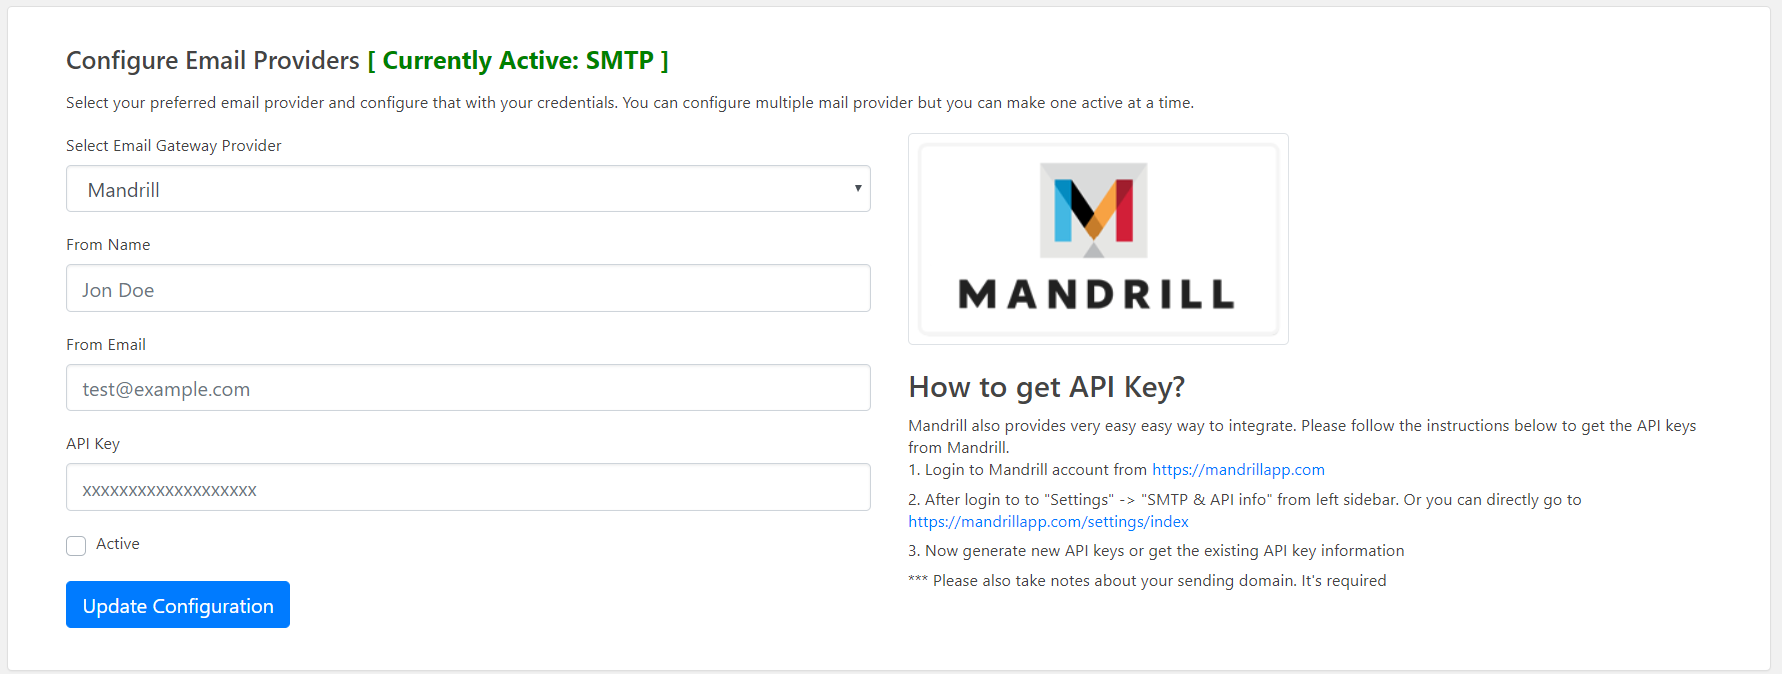 Configure Email Providers [ Currently Active: SMTP ]
Select your preferred email provider and configure that with your credentials. You can configure multiple mail provider but you can make one active at a time.
Select Email Gateway Provider
Mandrill
From Name
Jon Doe
From Email
test@example.com
API Key
xxxxxxxxxxxxxxxxxxx
Active
Update Configuration
MANDRILL
How to get API Key?
Mandrill also provides very easy easy way to integrate. Please follow the instructions below to get the API keys
from Mandrill.
1. Login to Mandrill account from https://mandrillapp.com
2. After login to to "Settings" -> "SMTP & API info" from left sidebar. Or you can directly go to
https://mandrillapp.com/settings/index
3. Now generate new API keys or get the existing API key information
*** Please also take notes about your sending domain. It's required